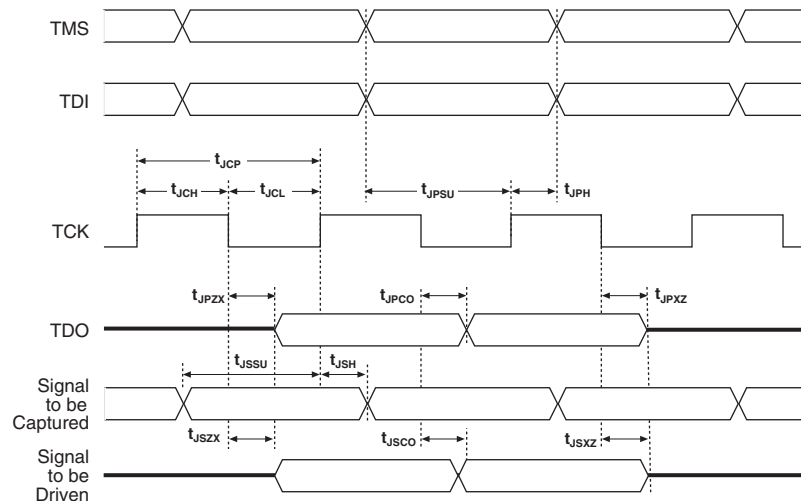 TMS
TDI
tJCP
tJCH
tJCL
tJPSU
tJPH
TCK
tJPZX
tJPCO
tJPXZ
TDO
tJSSU
tJSH
Signal
to be
Captured
tJSZX
tJSCO
tJSXZ
Signal
to be
Driven